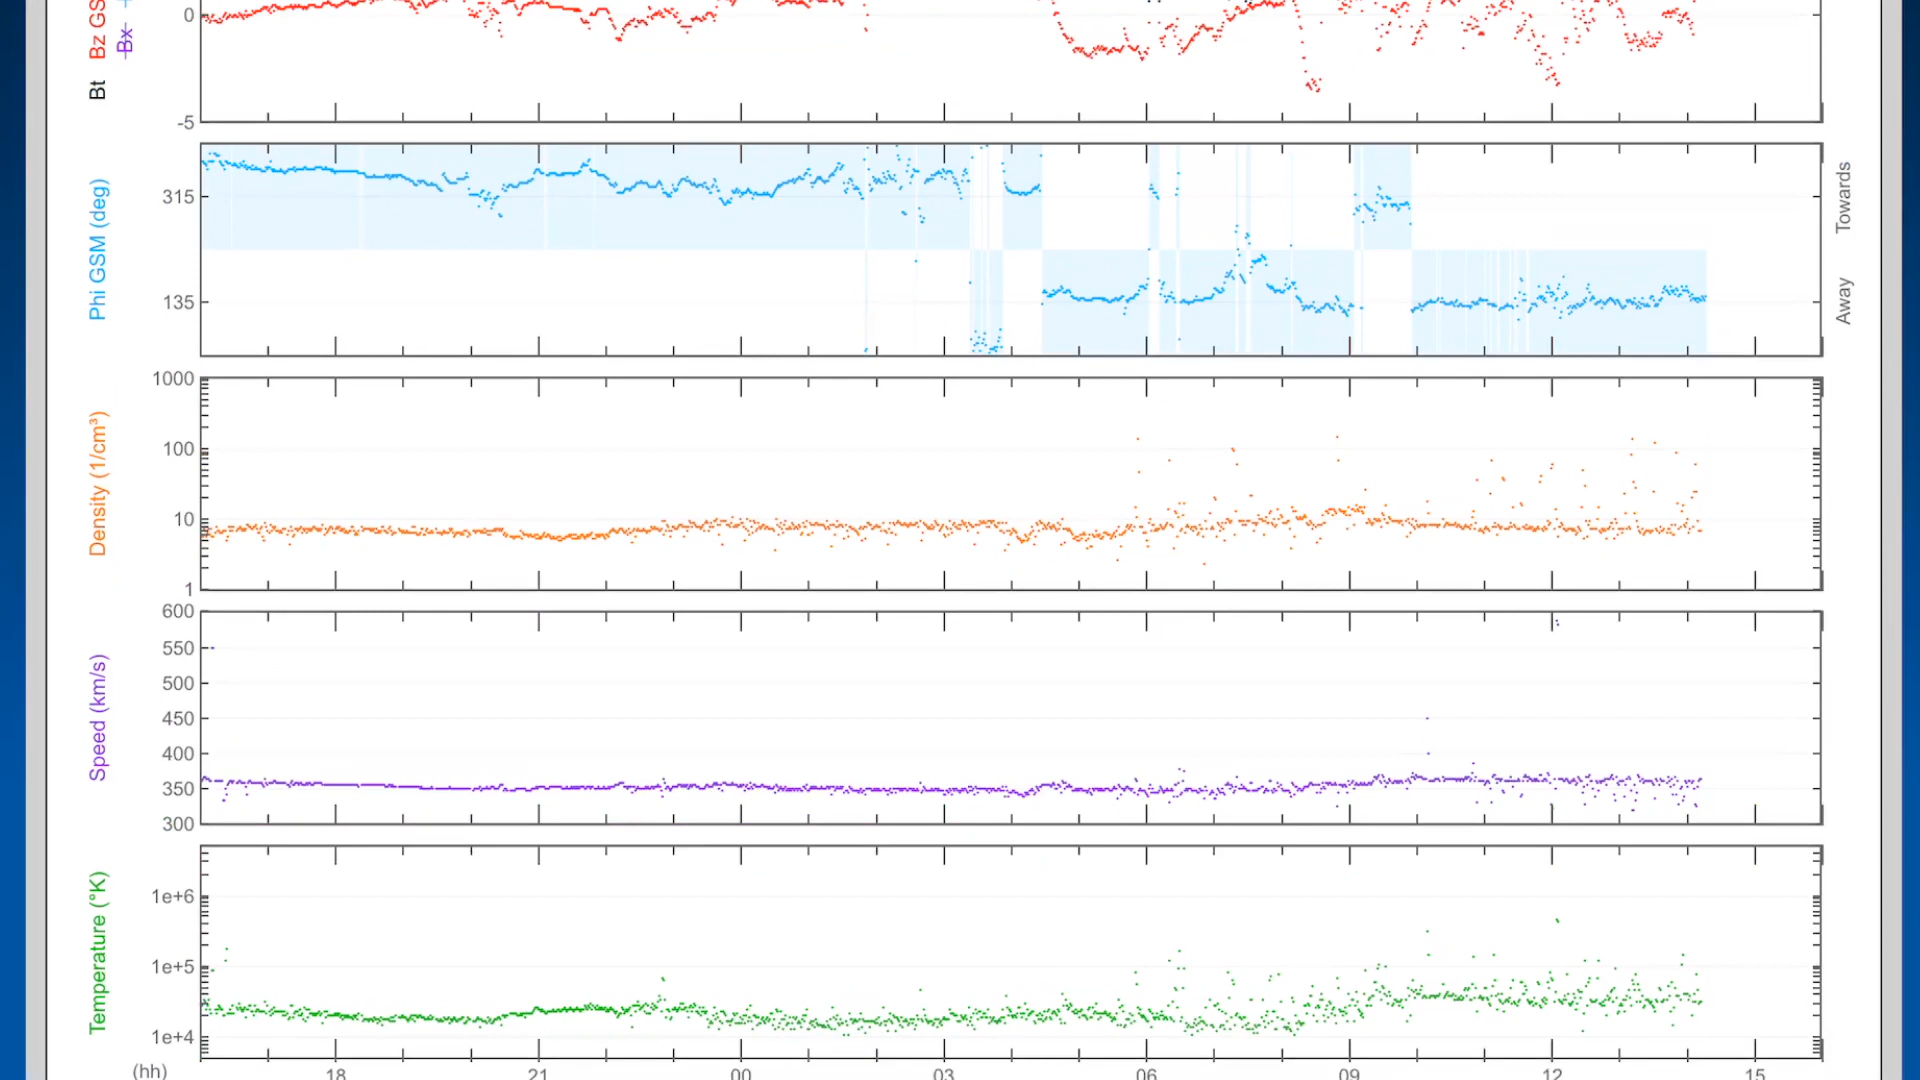 0
Bt Bz GS
Bx
-5
315
Phi GSM (deg)
135
Towards
Away
1000
100
Density (1/cm³)
10
1
600
550
500
Speed (km/s)
450
400
350
300
Temperature (°K)
1e+6
1e+5
1e+4
(hh) 18 21 00 03 06 09 12 15